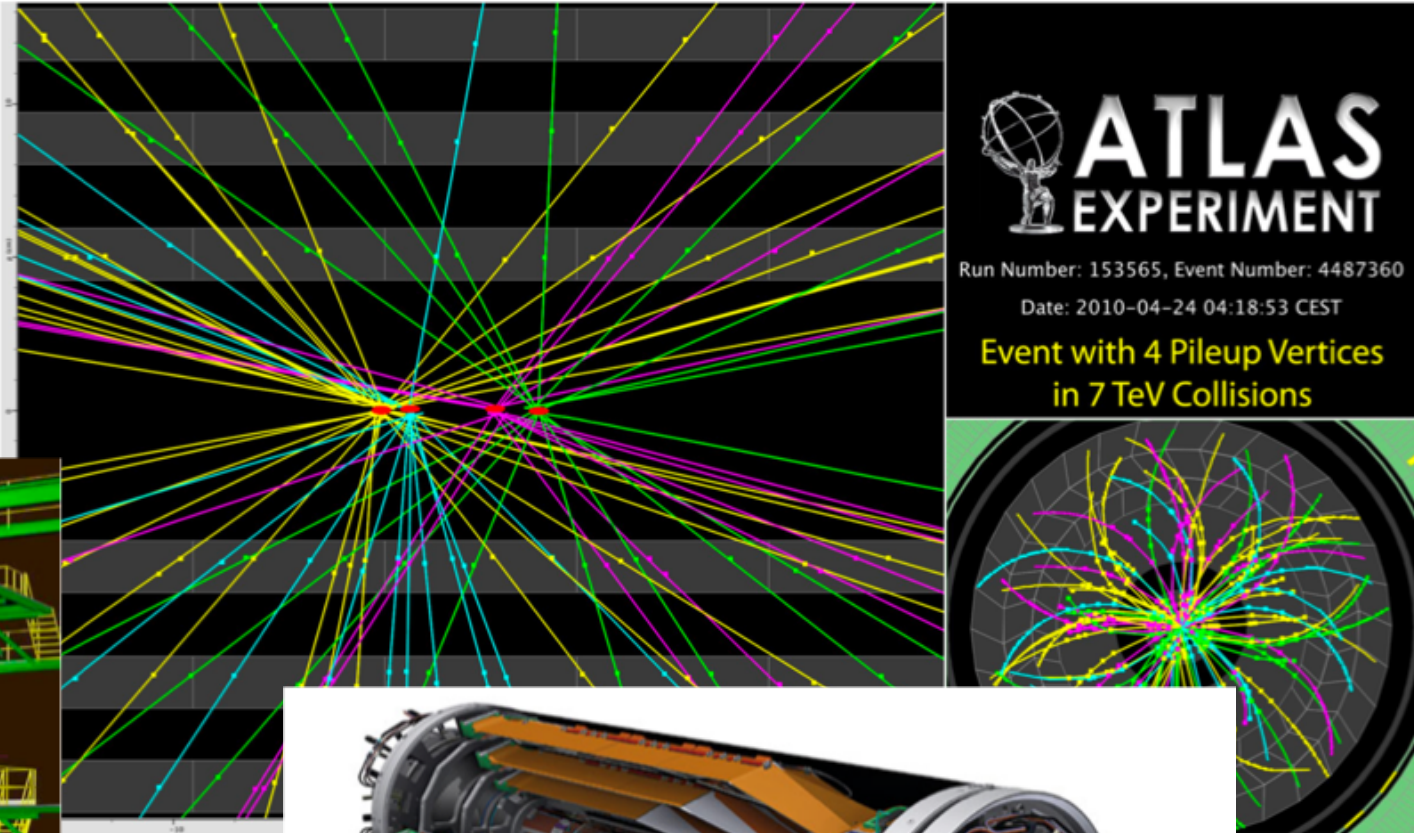 ATLAS
EXPERIMENT
Run Number: 153565, Event Number: 4487360
Date: 2010-04-24 04:18:53 CEST
Event with 4 Pileup Vertices
in 7 TeV Collisions